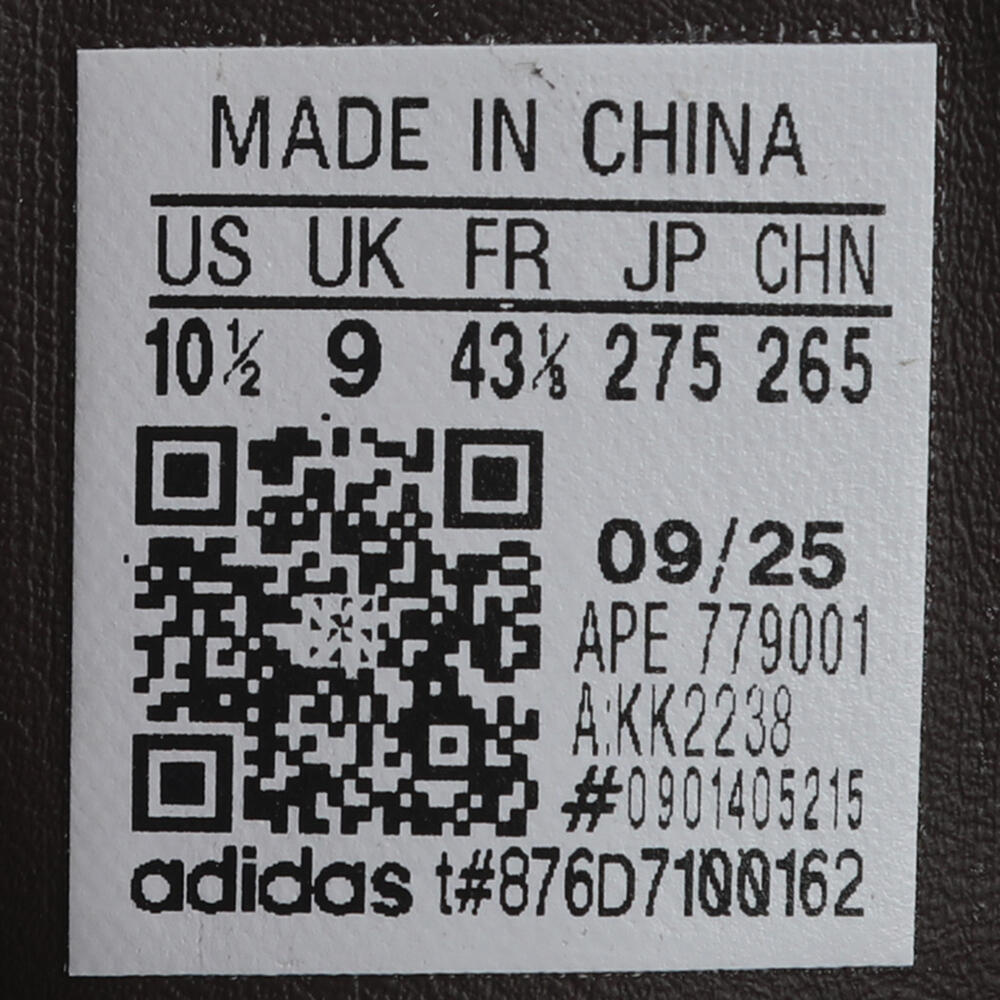 MADE IN CHINA
US UK FR JP CHN
10½ 9 43⅓ 275 265
09/25
APE 779001
A:KK2238
#0901405215
adidas t#876D7100162